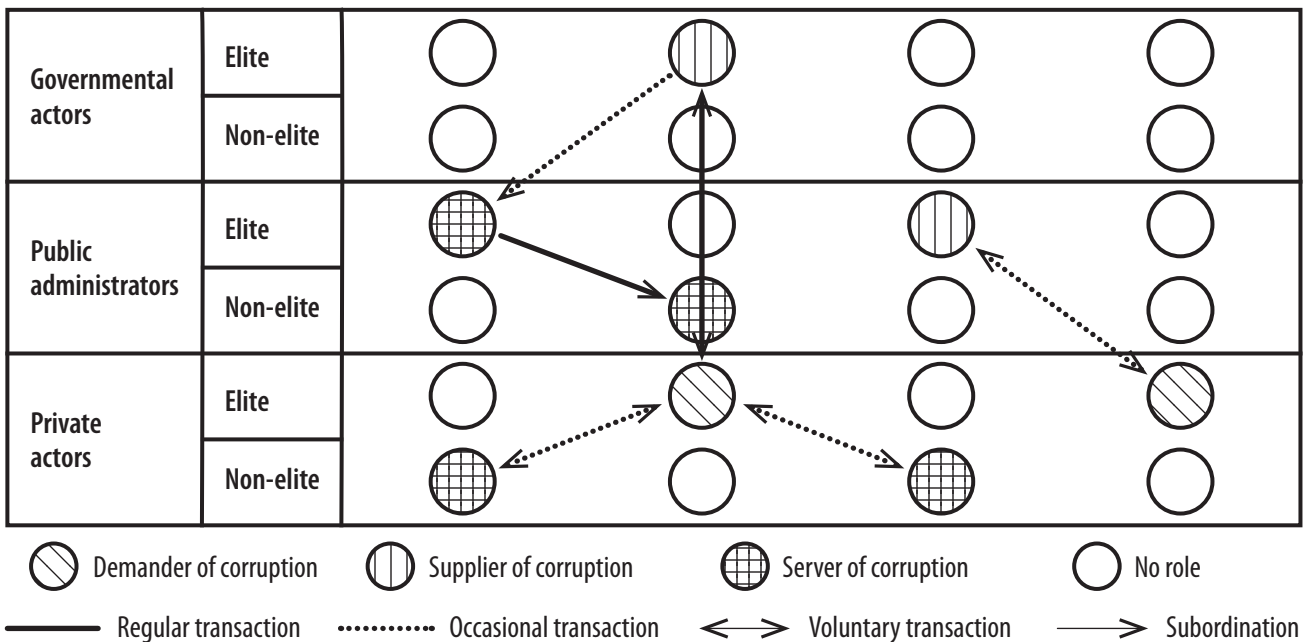 Governmental
actors
Elite
Non-elite
Public
administrators
Elite
Non-elite
Private
actors
Elite
Non-elite
Demander of corruption
Supplier of corruption
Server of corruption
No role
Regular transaction
Occasional transaction
Voluntary transaction
Subordination